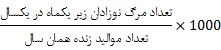 تعداد مرگ نوزادان زیر یکماه در یکسال
×1000
تعداد موالید زنده همان سال